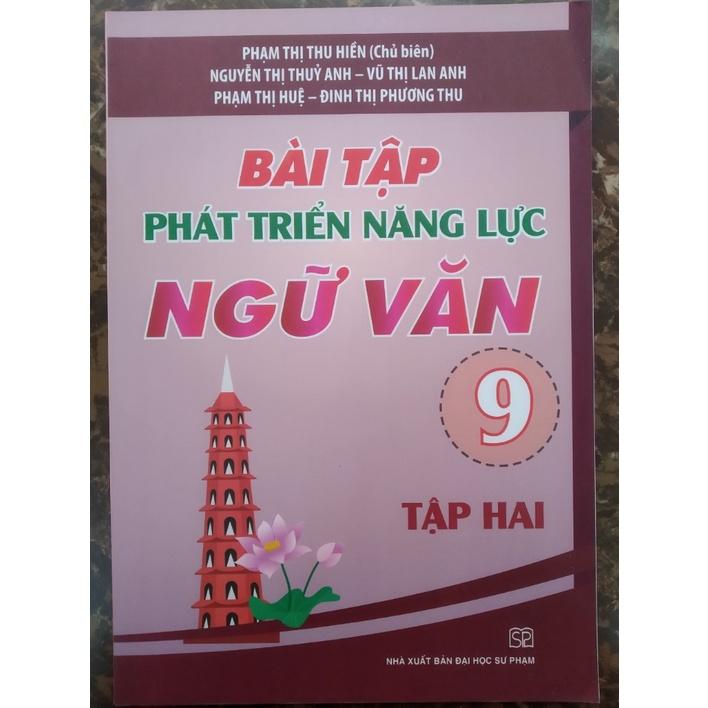 PHẠM THỊ THU HIỀN (Chủ biên)
NGUYỄN THỊ THUỶ ANH – VŨ THỊ LAN ANH
PHẠM THỊ HUỆ – ĐINH THỊ PHƯƠNG THU
BÀI TẬP
PHÁT TRIỂN NĂNG LỰC
NGỮ VĂN
9
TẬP HAI
NHÀ XUẤT BẢN ĐẠI HỌC SƯ PHẠM